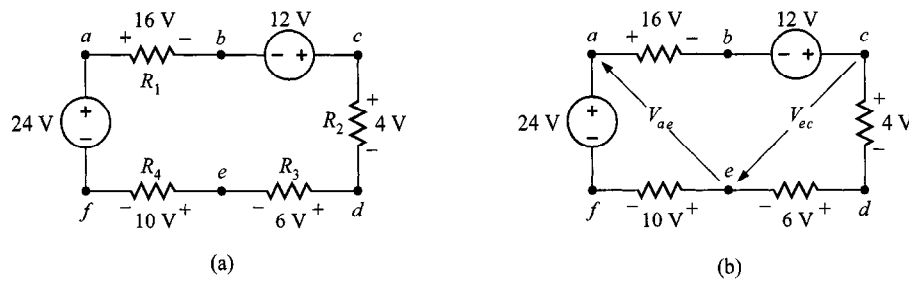 16 V 12 V
a + − b − + c
R₁
24 V + − R₂ + − 4 V
R₄ e R₃
f − 10 V + − 6 V + d
(a)
16 V 12 V
a + − b − + c
24 V + − Vae Vec + − 4 V
e
f − 10 V + − 6 V + d
(b)